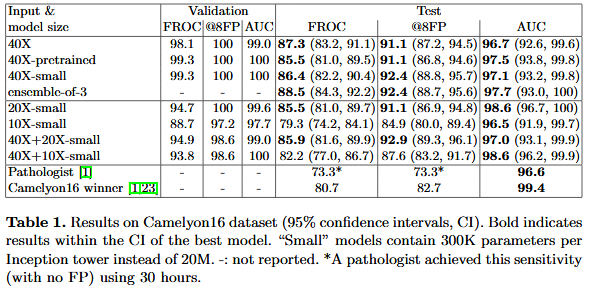 Input & Validation Test
model size FROC @8FP AUC FROC @8FP AUC
40X 98.1 100 99.0 87.3 (83.2, 91.1) 91.1 (87.2, 94.5) 96.7 (92.6, 99.6)
40X-pretrained 99.3 100 100 85.5 (81.0, 89.5) 91.1 (86.8, 94.6) 97.5 (93.8, 99.8)
40X-small 99.3 100 100 86.4 (82.2, 90.4) 92.4 (88.8, 95.7) 97.1 (93.2, 99.8)
ensemble-of-3 - - - 88.5 (84.3, 92.2) 92.4 (88.7, 95.6) 97.7 (93.0, 100)
20X-small 94.7 100 99.6 85.5 (81.0, 89.7) 91.1 (86.9, 94.8) 98.6 (96.7, 100)
10X-small 88.7 97.2 97.7 79.3 (74.2, 84.1) 84.9 (80.0, 89.4) 96.5 (91.9, 99.7)
40X+20X-small 94.9 98.6 99.0 85.9 (81.6, 89.9) 92.9 (89.3, 96.1) 97.0 (93.1, 99.9)
40X+10X-small 93.8 98.6 100 82.2 (77.0, 86.7) 87.6 (83.2, 91.7) 98.6 (96.2, 99.9)
Pathologist [1] - - - 73.3* 73.3* 96.6
Camelyon16 winner [1,23] - - - 80.7 82.7 99.4
Table 1. Results on Camelyon16 dataset (95% confidence intervals, CI). Bold indicates
results within the CI of the best model. “Small” models contain 300K parameters per
Inception tower instead of 20M. -: not reported. *A pathologist achieved this sensitivity
(with no FP) using 30 hours.